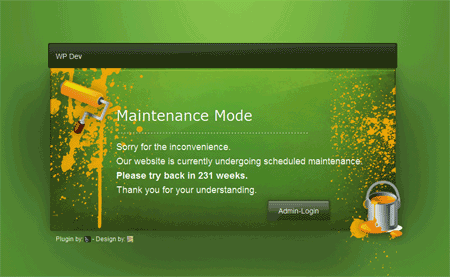 WP Dev
Maintenance Mode
Sorry for the inconvenience.
Our website is currently undergoing scheduled maintenance.
Please try back in 231 weeks.
Thank you for your understanding.
Admin-Login
Plugin by: - Design by: